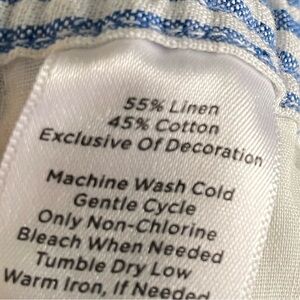 55% Linen
45% Cotton
Exclusive Of Decoration
Machine Wash Cold
Gentle Cycle
Only Non-Chlorine
Bleach When Needed
Tumble Dry Low
Warm Iron, If Needed